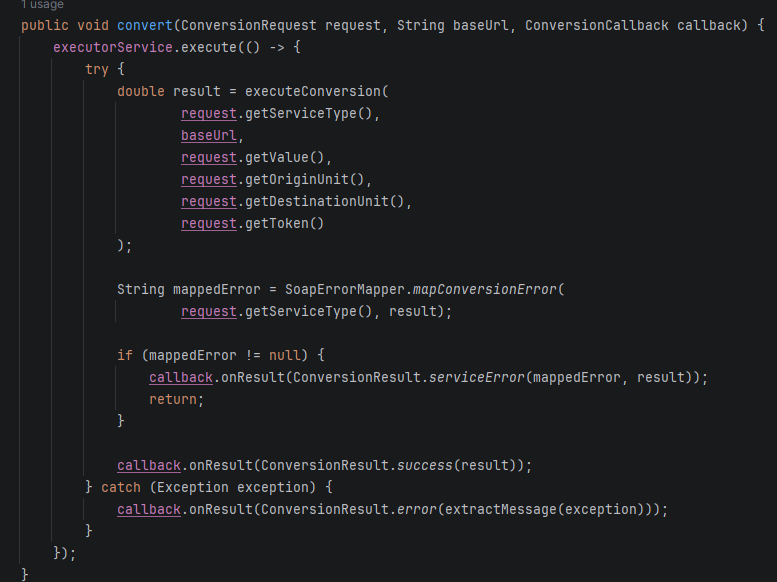 1 usage
public void convert(ConversionRequest request, String baseUrl, ConversionCallback callback) {
    executorService.execute(() -> {
        try {
            double result = executeConversion(
                    request.getServiceType(),
                    baseUrl,
                    request.getValue(),
                    request.getOriginUnit(),
                    request.getDestinationUnit(),
                    request.getToken()
            );

            String mappedError = SoapErrorMapper.mapConversionError(
                    request.getServiceType(), result);

            if (mappedError != null) {
                callback.onResult(ConversionResult.serviceError(mappedError, result));
                return;
            }

            callback.onResult(ConversionResult.success(result));
        } catch (Exception exception) {
            callback.onResult(ConversionResult.error(extractMessage(exception)));
        }
    });
}